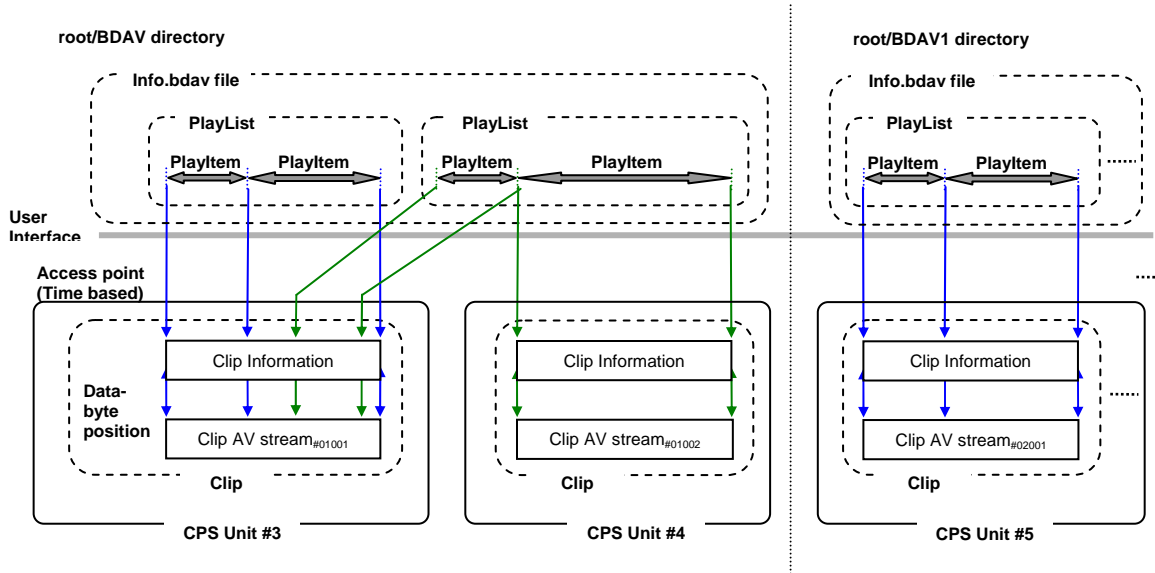 root/BDAV directory
root/BDAV1 directory
Info.bdav file
Info.bdav file
PlayList
PlayList
PlayList
PlayItem
PlayItem
PlayItem
PlayItem
PlayItem
PlayItem
User
Interface
Access point
(Time based)
Clip Information
Clip Information
Clip Information
Data-
byte
position
Clip AV stream#01001
Clip AV stream#01002
Clip AV stream#02001
Clip
Clip
Clip
CPS Unit #3
CPS Unit #4
CPS Unit #5